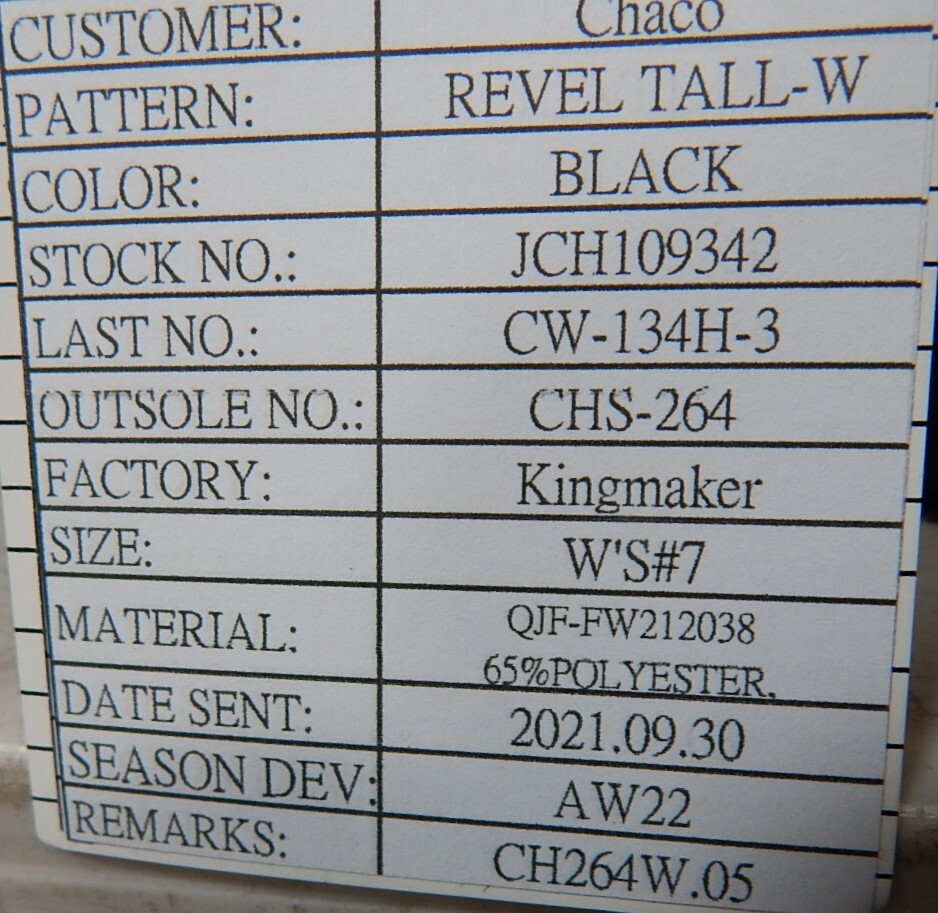 CUSTOMER: Chaco
PATTERN: REVEL TALL-W
COLOR: BLACK
STOCK NO.: JCH109342
LAST NO.: CW-134H-3
OUTSOLE NO.: CHS-264
FACTORY: Kingmaker
SIZE: W'S#7
MATERIAL: QJF-FW212038
65%POLYESTER,
DATE SENT: 2021.09.30
SEASON DEV: AW22
REMARKS: CH264W.05